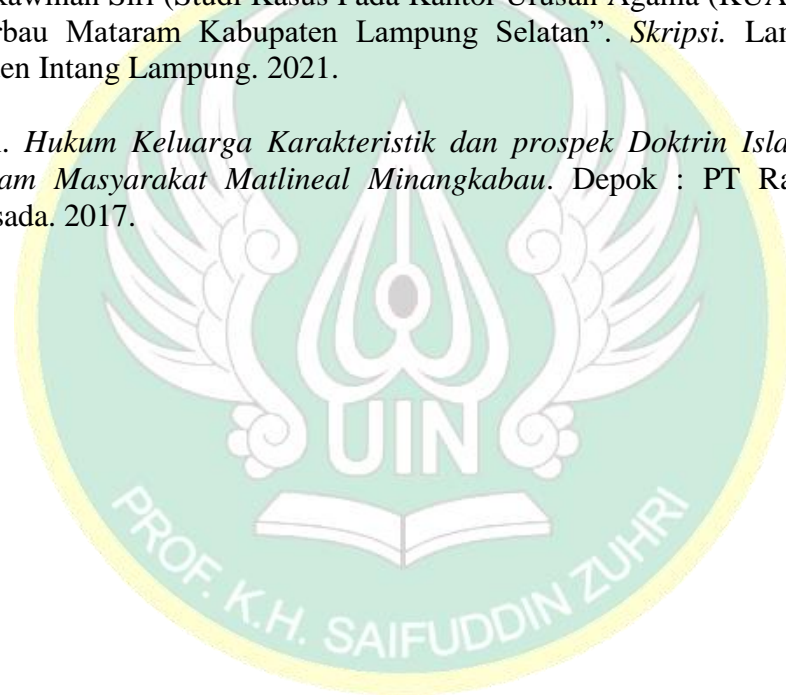 kawinan Siri (Studi Kasus Pada Kantor Urusan Agama (KUA
rbau Mataram Kabupaten Lampung Selatan”. Skripsi. Lar
en Intang Lampung. 2021.
. Hukum Keluarga Karakteristik dan prospek Doktrin Isla
am Masyarakat Matlineal Minangkabau. Depok : PT Ra
sada. 2017.
UIN
PROF. K.H. SAIFUDDIN ZUHRI